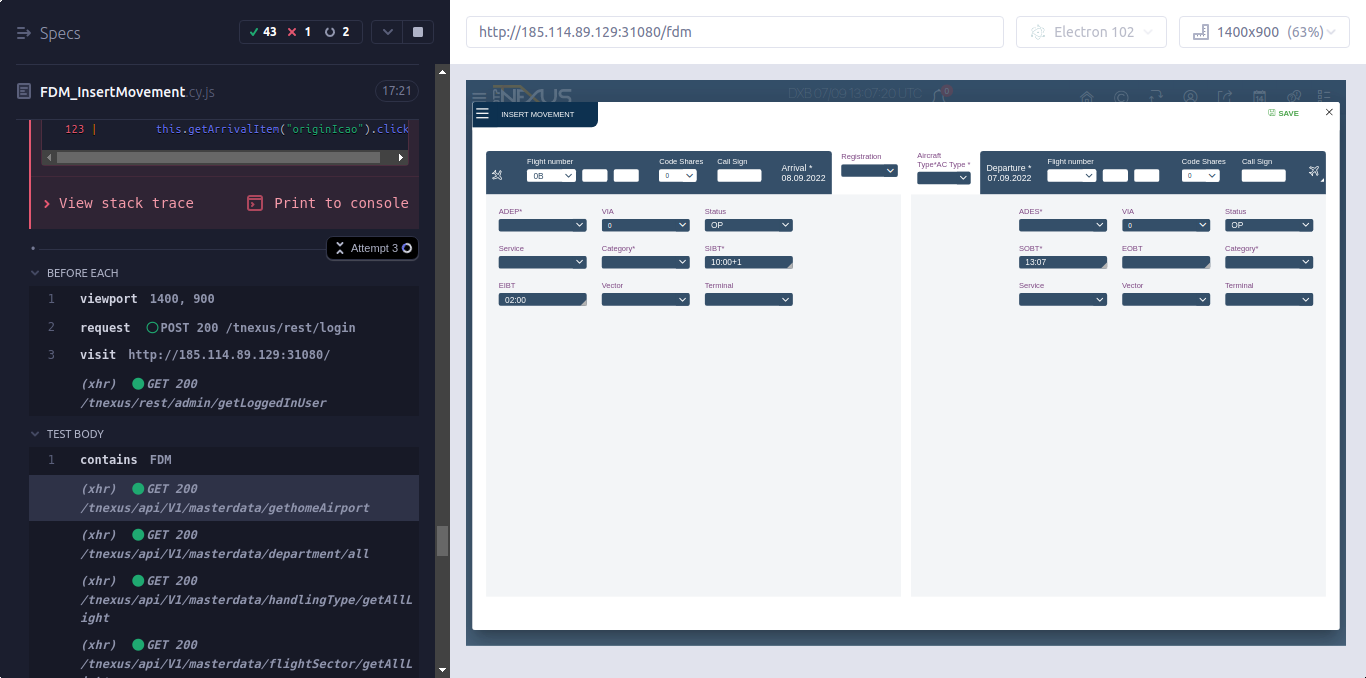 Specs
43 1 2
FDM_InsertMovement.cy.js 17:21
123 | this.getArrivalItem("originIcao").click
View stack trace Print to console
Attempt 3
BEFORE EACH
1 viewport 1400, 900
2 request POST 200 /tnexus/rest/login
3 visit http://185.114.89.129:31080/
(xhr) GET 200
/tnexus/rest/admin/getLoggedInUser
TEST BODY
1 contains FDM
(xhr) GET 200
/tnexus/api/V1/masterdata/gethomeAirport
(xhr) GET 200
/tnexus/api/V1/masterdata/department/all
(xhr) GET 200
/tnexus/api/V1/masterdata/handlingType/getAllL
ight
(xhr) GET 200
/tnexus/api/V1/masterdata/flightSector/getAllL
http://185.114.89.129:31080/fdm
Electron 102
1400x900 (63%)
NEXUS DXB 07/09 13:07:20 UTC 0 14
INSERT MOVEMENT
SAVE
Flight number Code Shares Call Sign
0B 0
Arrival *
08.09.2022
Registration
Aircraft
Type*AC Type *
Departure *
07.09.2022
Flight number Code Shares Call Sign
0
ADEP* VIA Status
0 OP
Service Category* SIBT*
10:00+1
EIBT Vector Terminal
02:00
ADES* VIA Status
0 OP
SOBT* EOBT Category*
13:07
Service Vector Terminal